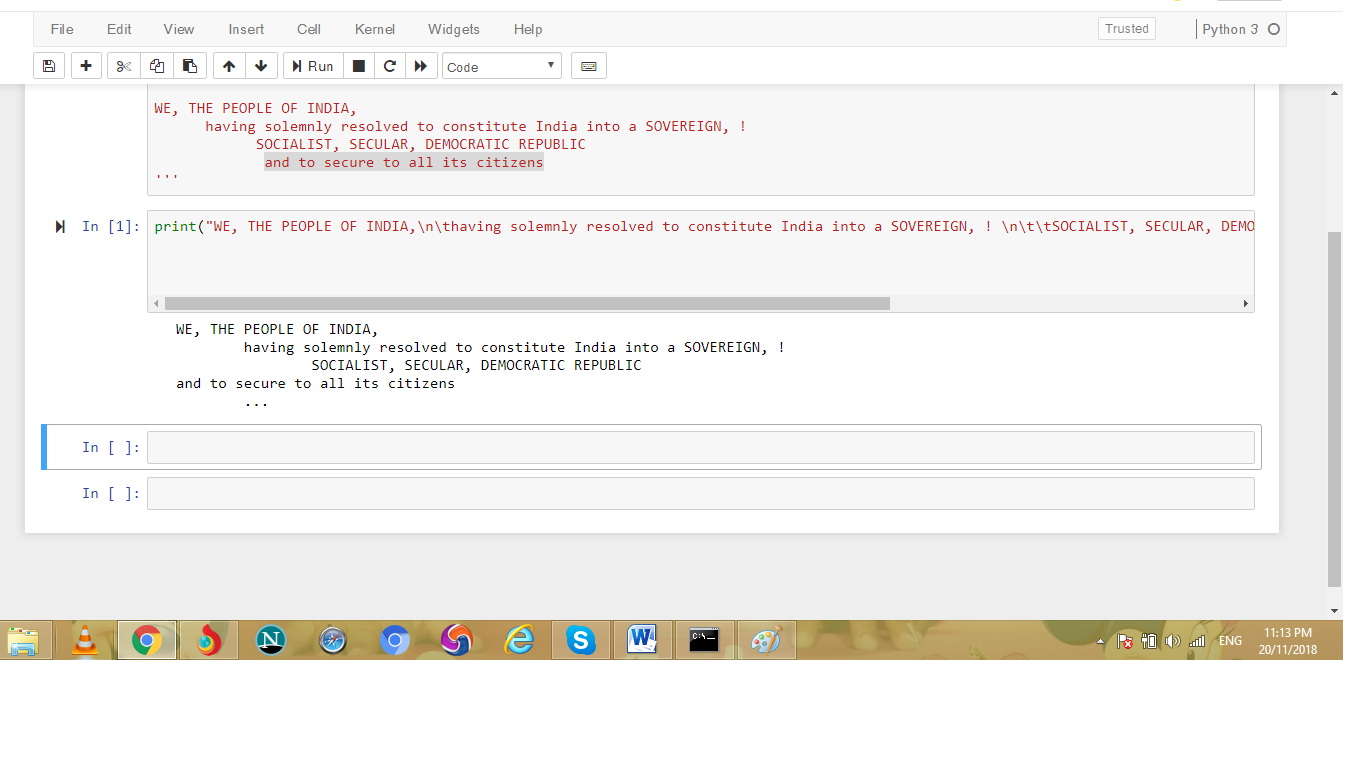 File Edit View Insert Cell Kernel Widgets Help Trusted Python 3
Run Code
WE, THE PEOPLE OF INDIA,
having solemnly resolved to constitute India into a SOVEREIGN, !
SOCIALIST, SECULAR, DEMOCRATIC REPUBLIC
and to secure to all its citizens
'''
In [1]: print("WE, THE PEOPLE OF INDIA,\n\thaving solemnly resolved to constitute India into a SOVEREIGN, ! \n\t\tSOCIALIST, SECULAR, DEMO
WE, THE PEOPLE OF INDIA,
having solemnly resolved to constitute India into a SOVEREIGN, !
SOCIALIST, SECULAR, DEMOCRATIC REPUBLIC
and to secure to all its citizens
...
In [ ]:
In [ ]:
N S W C:\_ ENG 11:13 PM
20/11/2018